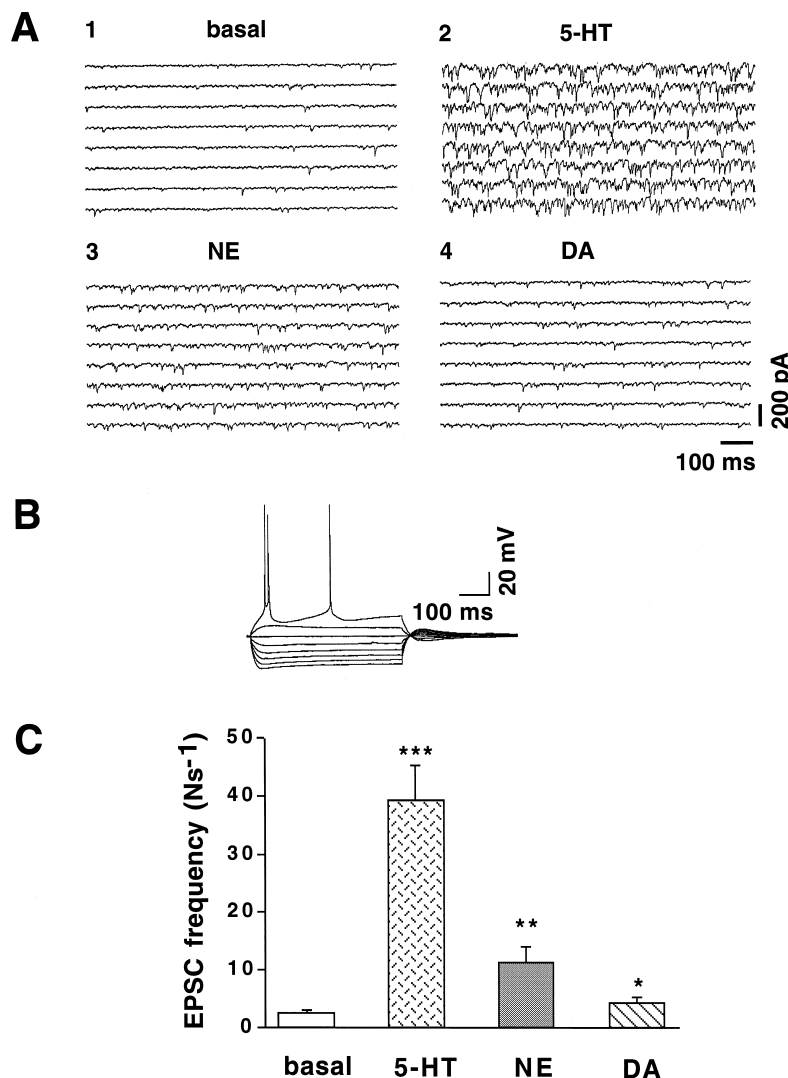 A
1 basal
2 5-HT
3 NE
4 DA
200 pA
100 ms
B
20 mV
100 ms
C
EPSC frequency (Ns-1)
50
40
30
20
10
0
***
**
*
basal 5-HT NE DA